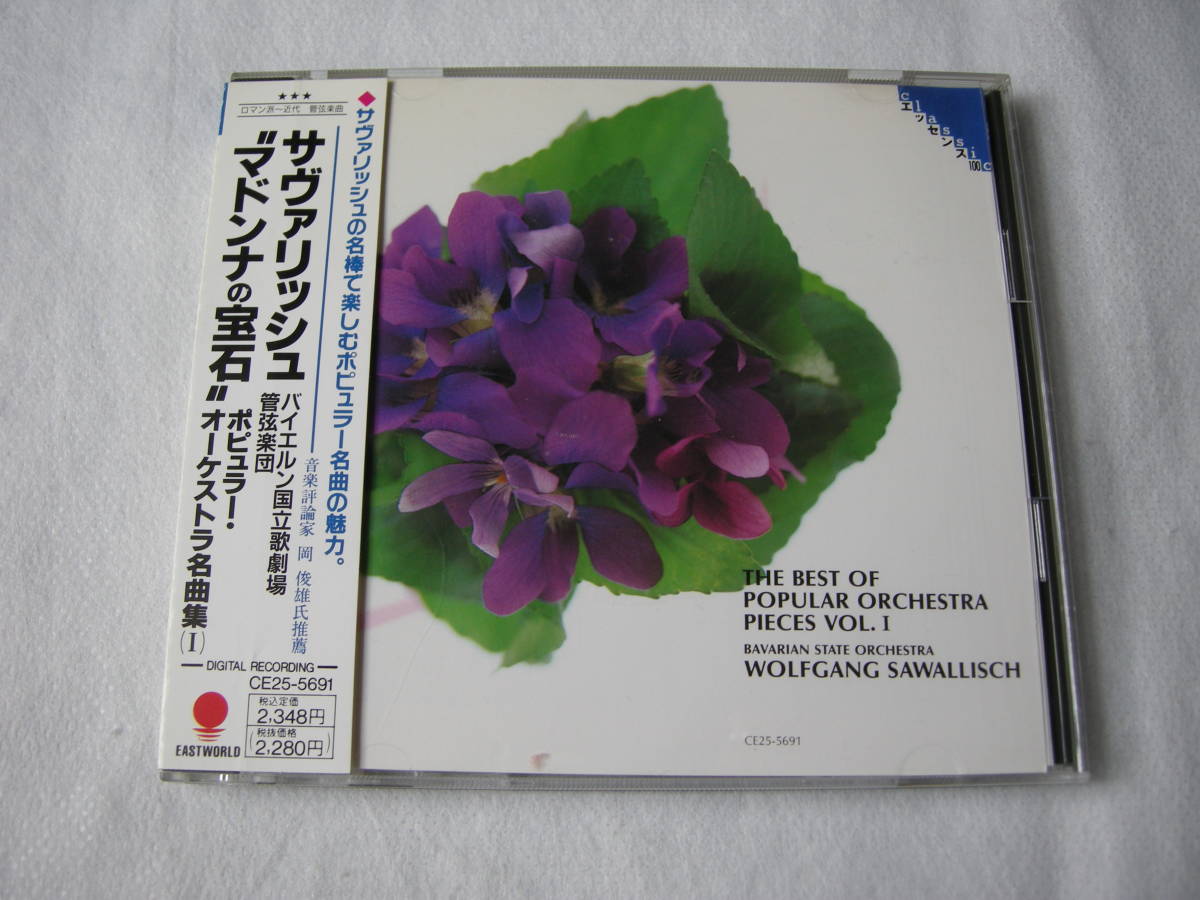 ★★★
ロマン派〜近代 管弦楽曲
サヴァリッシュ
"マドンナの宝石"
バイエルン国立歌劇場
管弦楽団
ポピュラー・
オーケストラ名曲集(I)
◆サヴァリッシュの名棒で楽しむポピュラー名曲の魅力。
音楽評論家 岡 俊雄氏推薦
DIGITAL RECORDING
CE25-5691
税込定価
2,348円
(税抜価格
2,280円)
EASTWORLD
classic
エッセンス
100
THE BEST OF
POPULAR ORCHESTRA
PIECES VOL. I
BAVARIAN STATE ORCHESTRA
WOLFGANG SAWALLISCH
CE25-5691